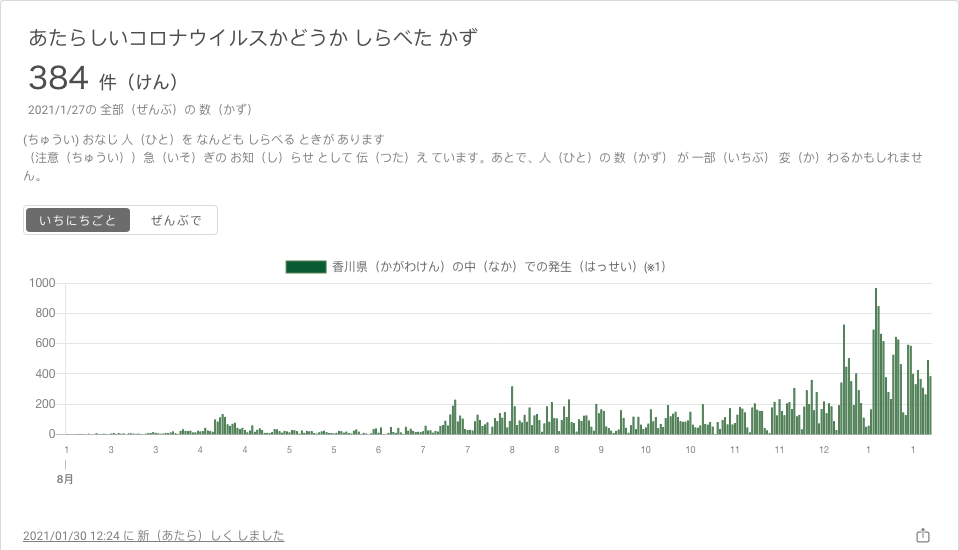 あたらしいコロナウイルスかどうか しらべた かず
384 件（けん）
2021/1/27の 全部（ぜんぶ）の 数（かず）
(ちゅうい) おなじ 人（ひと）を なんども しらべる ときが あります
（注意（ちゅうい））急（いそ）ぎの お知（し）らせ として 伝（つた）え ています。あとで、人（ひと）の 数（かず） が 一部（いちぶ） 変（か）わるかもしれませ
ん。
いちにちごと ぜんぶで
香川県（かがわけん）の中（なか）での発生（はっせい）(※1)
1000
800
600
400
200
0
1 3 3 4 4 5 5 6 7 7 8 8 9 10 10 11 11 12 1 1
8月
2021/01/30 12:24 に 新（あたら）しく しました